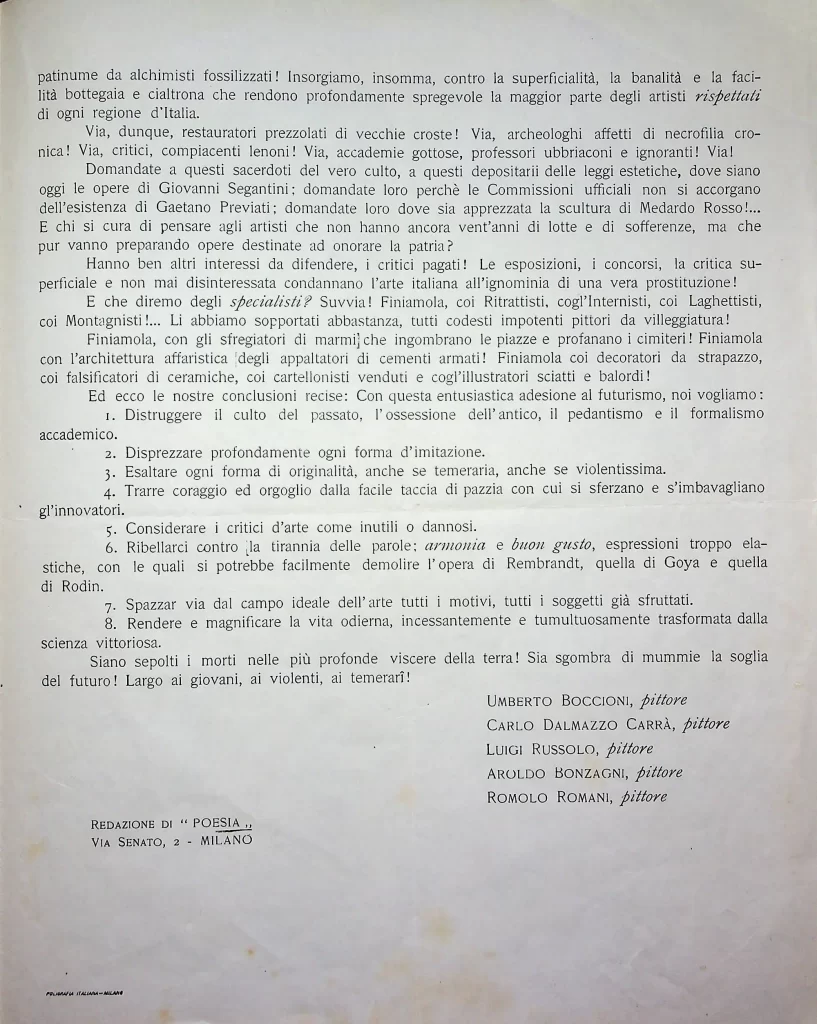 patinume da alchimisti fossilizzati! Insorgiamo, insomma, contro la superficialità, la banalità e la faci-
lità bottegaia e cialtrona che rendono profondamente spregevole la maggior parte degli artisti rispettati
di ogni regione d'Italia.
Via, dunque, restauratori prezzolati di vecchie croste! Via, archeologhi affetti di necrofilia cro-
nica! Via, critici, compiacenti lenoni! Via, accademie gottose, professori ubbriaconi e ignoranti! Via!
Domandate a questi sacerdoti del vero culto, a questi depositarii delle leggi estetiche, dove siano
oggi le opere di Giovanni Segantini; domandate loro perchè le Commissioni ufficiali non si accorgano
dell'esistenza di Gaetano Previati; domandate loro dove sia apprezzata la scultura di Medardo Rosso!...
E chi si cura di pensare agli artisti che non hanno ancora vent'anni di lotte e di sofferenze, ma che
pur vanno preparando opere destinate ad onorare la patria?
Hanno ben altri interessi da difendere, i critici pagati! Le esposizioni, i concorsi, la critica su-
perficiale e non mai disinteressata condannano l'arte italiana all'ignominia di una vera prostituzione!
E che diremo degli specialisti? Suvvia! Finiamola, coi Ritrattisti, cogl'Internisti, coi Laghettisti,
coi Montagnisti!... Li abbiamo sopportati abbastanza, tutti codesti impotenti pittori da villeggiatura!
Finiamola, con gli sfregiatori di marmi che ingombrano le piazze e profanano i cimiteri! Finiamola
con l'architettura affaristica degli appaltatori di cementi armati! Finiamola coi decoratori da strapazzo,
coi falsificatori di ceramiche, coi cartellonisti venduti e cogl'illustratori sciatti e balordi!
Ed ecco le nostre conclusioni recise: Con questa entusiastica adesione al futurismo, noi vogliamo:
1. Distruggere il culto del passato, l'ossessione dell'antico, il pedantismo e il formalismo
accademico.
2. Disprezzare profondamente ogni forma d'imitazione.
3. Esaltare ogni forma di originalità, anche se temeraria, anche se violentissima.
4. Trarre coraggio ed orgoglio dalla facile taccia di pazzia con cui si sferzano e s'imbavagliano
gl'innovatori.
5. Considerare i critici d'arte come inutili o dannosi.
6. Ribellarci contro la tirannia delle parole: armonia e buon gusto, espressioni troppo ela-
stiche, con le quali si potrebbe facilmente demolire l'opera di Rembrandt, quella di Goya e quella
di Rodin.
7. Spazzar via dal campo ideale dell'arte tutti i motivi, tutti i soggetti già sfruttati.
8. Rendere e magnificare la vita odierna, incessantemente e tumultuosamente trasformata dalla
scienza vittoriosa.
Siano sepolti i morti nelle più profonde viscere della terra! Sia sgombra di mummie la soglia
del futuro! Largo ai giovani, ai violenti, ai temerarî!
UMBERTO BOCCIONI, pittore
CARLO DALMAZZO CARRÀ, pittore
LUIGI RUSSOLO, pittore
AROLDO BONZAGNI, pittore
ROMOLO ROMANI, pittore
REDAZIONE DI “ POESIA „
VIA SENATO, 2 - MILANO
POLIGRAFIA ITALIANA - MILANO